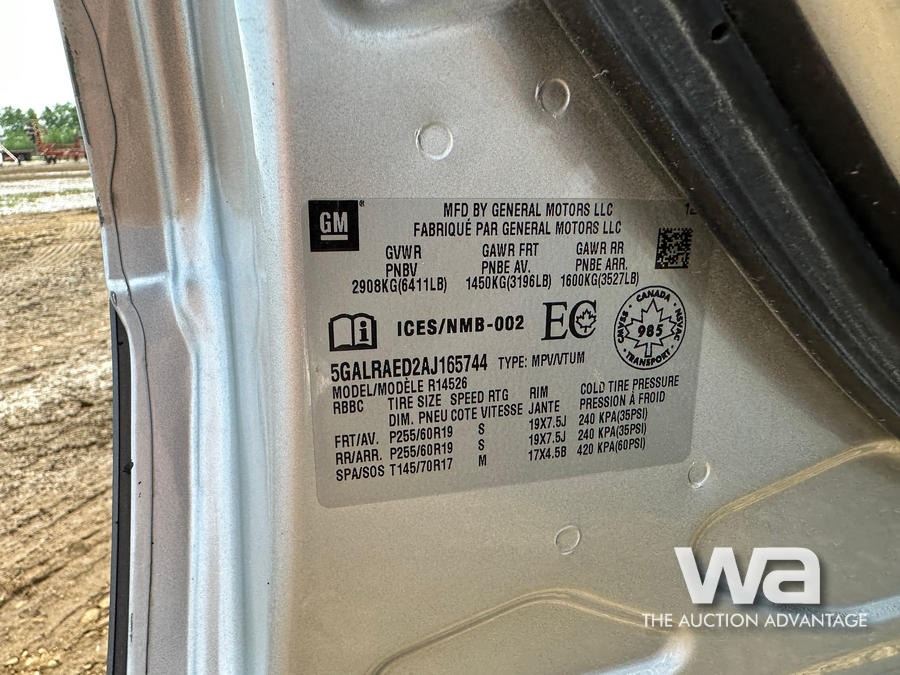 GM ®
MFD BY GENERAL MOTORS LLC
FABRIQUÉ PAR GENERAL MOTORS LLC
GVWR GAWR FRT GAWR RR
PNBV PNBE AV. PNBE ARR.
2908KG(6411LB) 1450KG(3196LB) 1600KG(3527LB)
ICES/NMB-002 EC
CANADA
CMVSS 985 NSVAC
TRANSPORT
5GALRAED2AJ165744 TYPE: MPV/VTUM
MODEL/MODÈLE R14526
RBBC TIRE SIZE SPEED RTG RIM COLD TIRE PRESSURE
DIM. PNEU COTE VITESSE JANTE PRESSION À FROID
FRT/AV. P255/60R19 S 19X7.5J 240 KPA(35PSI)
RR/ARR. P255/60R19 S 19X7.5J 240 KPA(35PSI)
SPA/SOS T145/70R17 M 17X4.5B 420 KPA(60PSI)
wa
THE AUCTION ADVANTAGE